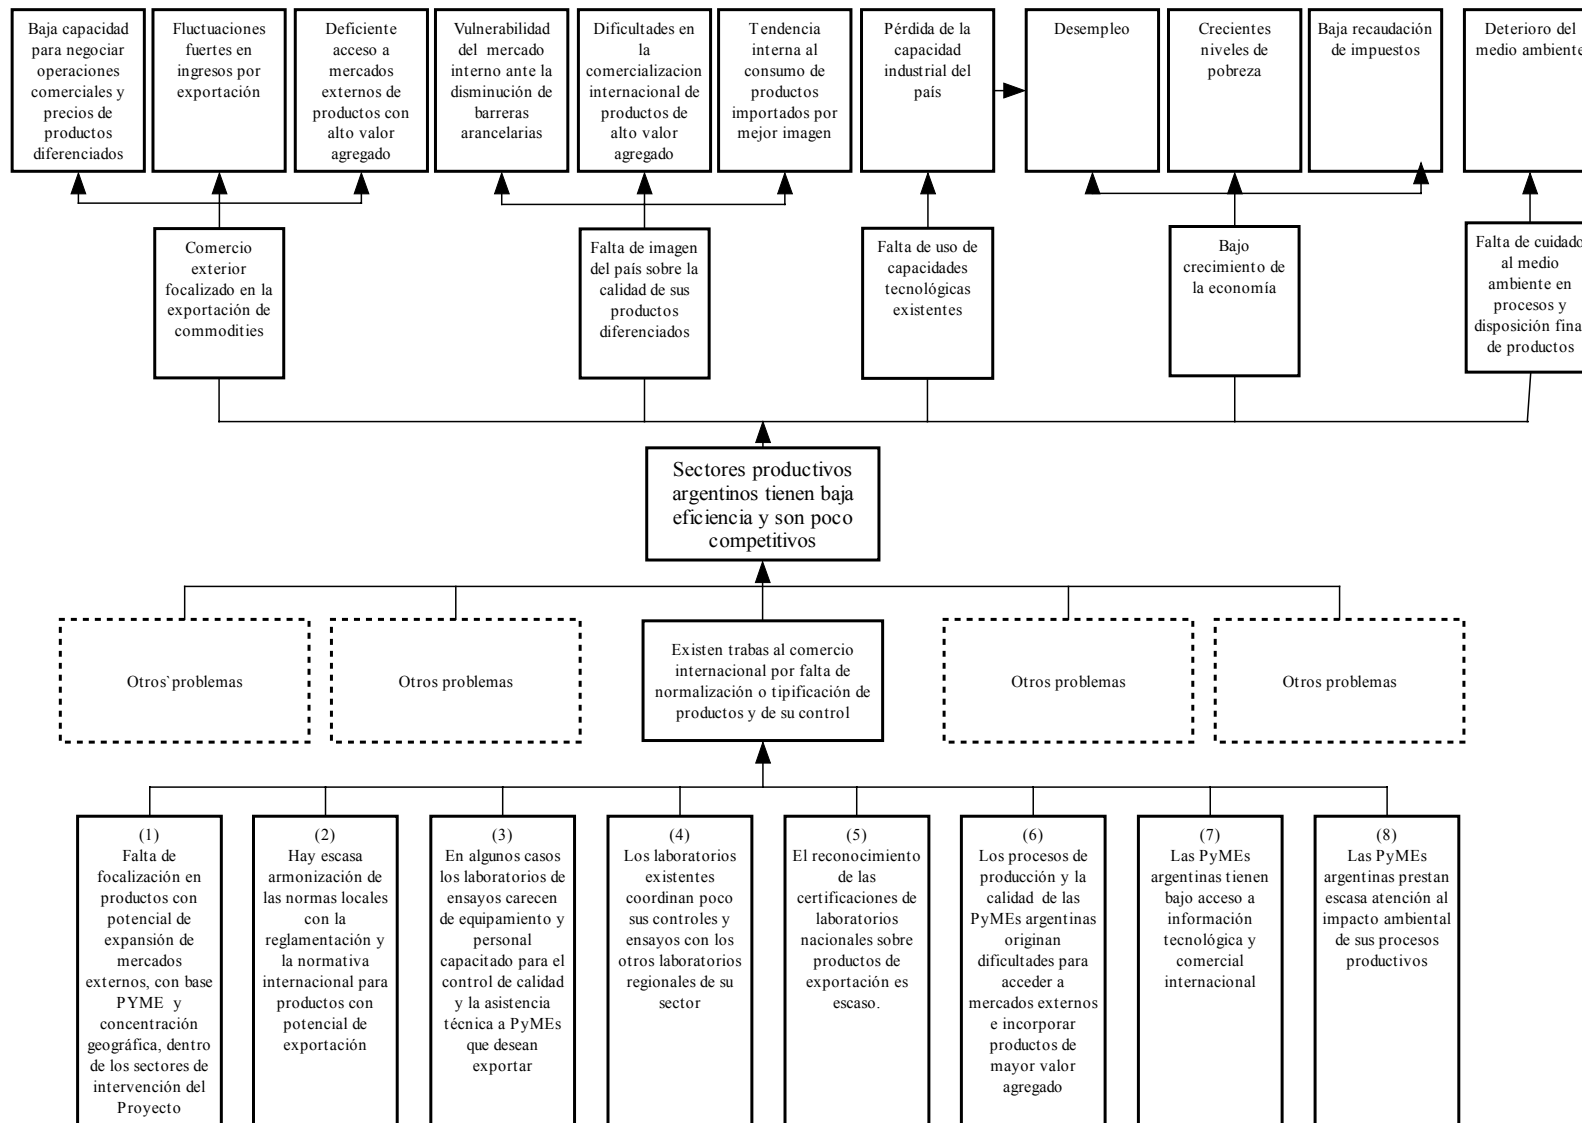 Baja capacidad
para negociar
operaciones
comerciales y
precios de
productos
diferenciados
Fluctuaciones
fuertes en
ingresos por
exportación
Deficiente
acceso a
mercados
externos de
productos con
alto valor
agregado
Vulnerabilidad
del mercado
interno ante la
disminución de
barreras
arancelarias
Dificultades en
la
comercializacion
internacional de
productos de
alto valor
agregado
Tendencia
interna al
consumo de
productos
importados por
mejor imagen
Pérdida de la
capacidad
industrial del
país
Desempleo
Crecientes
niveles de
pobreza
Baja recaudación
de impuestos
Deterioro del
medio ambiente
Comercio
exterior
focalizado en la
exportación de
commodities
Falta de imagen
del país sobre la
calidad de sus
productos
diferenciados
Falta de uso de
capacidades
tecnológicas
existentes
Bajo
crecimiento de
la economía
Falta de cuidado
al medio
ambiente en
procesos y
disposición final
de productos
Sectores productivos
argentinos tienen baja
eficiencia y son poco
competitivos
Otros`problemas
Otros problemas
Existen trabas al comercio
internacional por falta de
normalización o tipificación de
productos y de su control
Otros problemas
Otros problemas
(1)
Falta de
focalización en
productos con
potencial de
expansión de
mercados
externos, con base
PYME y
concentración
geográfica, dentro
de los sectores de
intervención del
Proyecto
(2)
Hay escasa
armonización de
las normas locales
con la
reglamentación y
la normativa
internacional para
productos con
potencial de
exportación
(3)
En algunos casos
los laboratorios de
ensayos carecen
de equipamiento y
personal
capacitado para el
control de calidad
y la asistencia
técnica a PyMEs
que desean
exportar
(4)
Los laboratorios
existentes
coordinan poco
sus controles y
ensayos con los
otros laboratorios
regionales de su
sector
(5)
El reconocimiento
de las
certificaciones de
laboratorios
nacionales sobre
productos de
exportación es
escaso.
(6)
Los procesos de
producción y la
calidad de las
PyMEs argentinas
originan
dificultades para
acceder a
mercados externos
e incorporar
productos de
mayor valor
agregado
(7)
Las PyMEs
argentinas tienen
bajo acceso a
información
tecnológica y
comercial
internacional
(8)
Las PyMEs
argentinas prestan
escasa atención al
impacto ambiental
de sus procesos
productivos